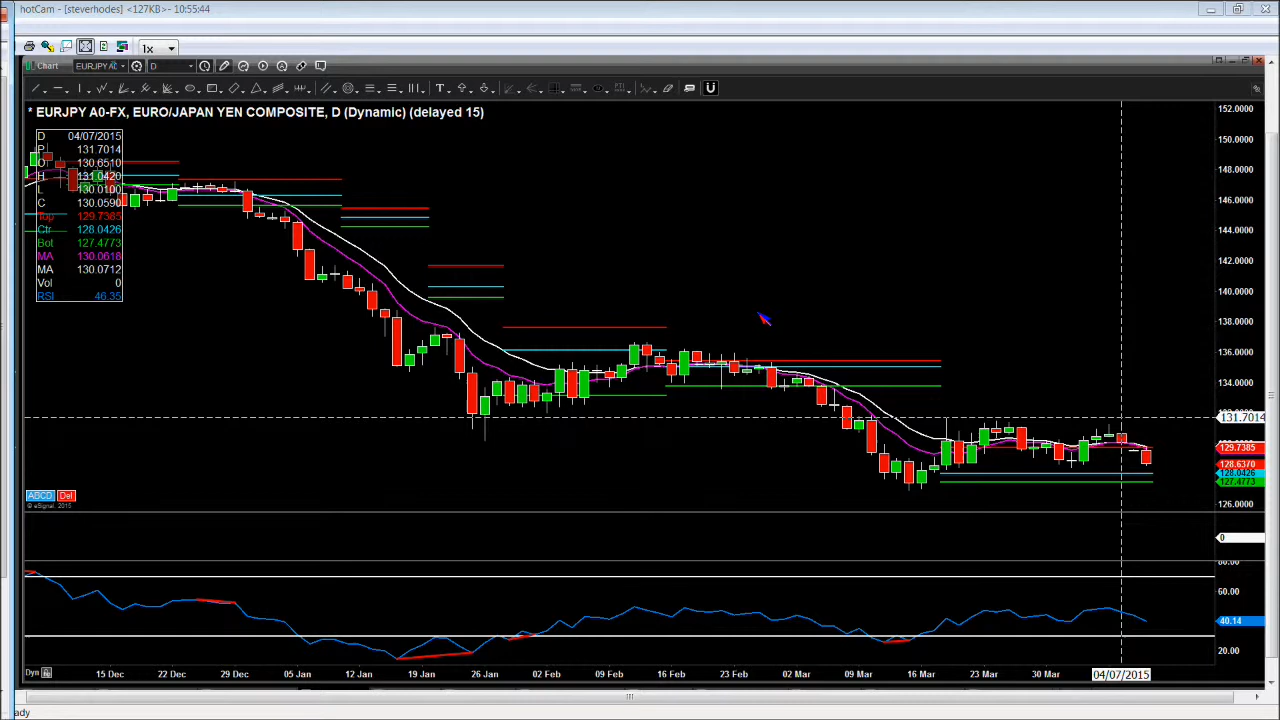 hotCam - [steverhodes] <127KB>- 10:55:44
1x
Chart EURJPY A0 D
T
* EURJPY A0-FX, EURO/JAPAN YEN COMPOSITE, D (Dynamic) (delayed 15)
D 04/07/2015
P 131.7014
O 130.6510
H 131.0420
L 130.0100
C 130.0590
Top 129.7385
Ctr 128.0426
Bot 127.4773
MA 130.0618
MA 130.0712
Vol 0
RSI 46.35
152.0000
150.0000
148.0000
146.0000
144.0000
142.0000
140.0000
138.0000
136.0000
134.0000
131.7014
129.7385
128.6370
128.0426
127.4773
126.0000
ABCD Del
© eSignal, 2015
0
80.00
60.00
40.14
20.00
Dyn 15 Dec 22 Dec 29 Dec 05 Jan 12 Jan 19 Jan 26 Jan 02 Feb 09 Feb 16 Feb 23 Feb 02 Mar 09 Mar 16 Mar 23 Mar 30 Mar 04/07/2015
ady